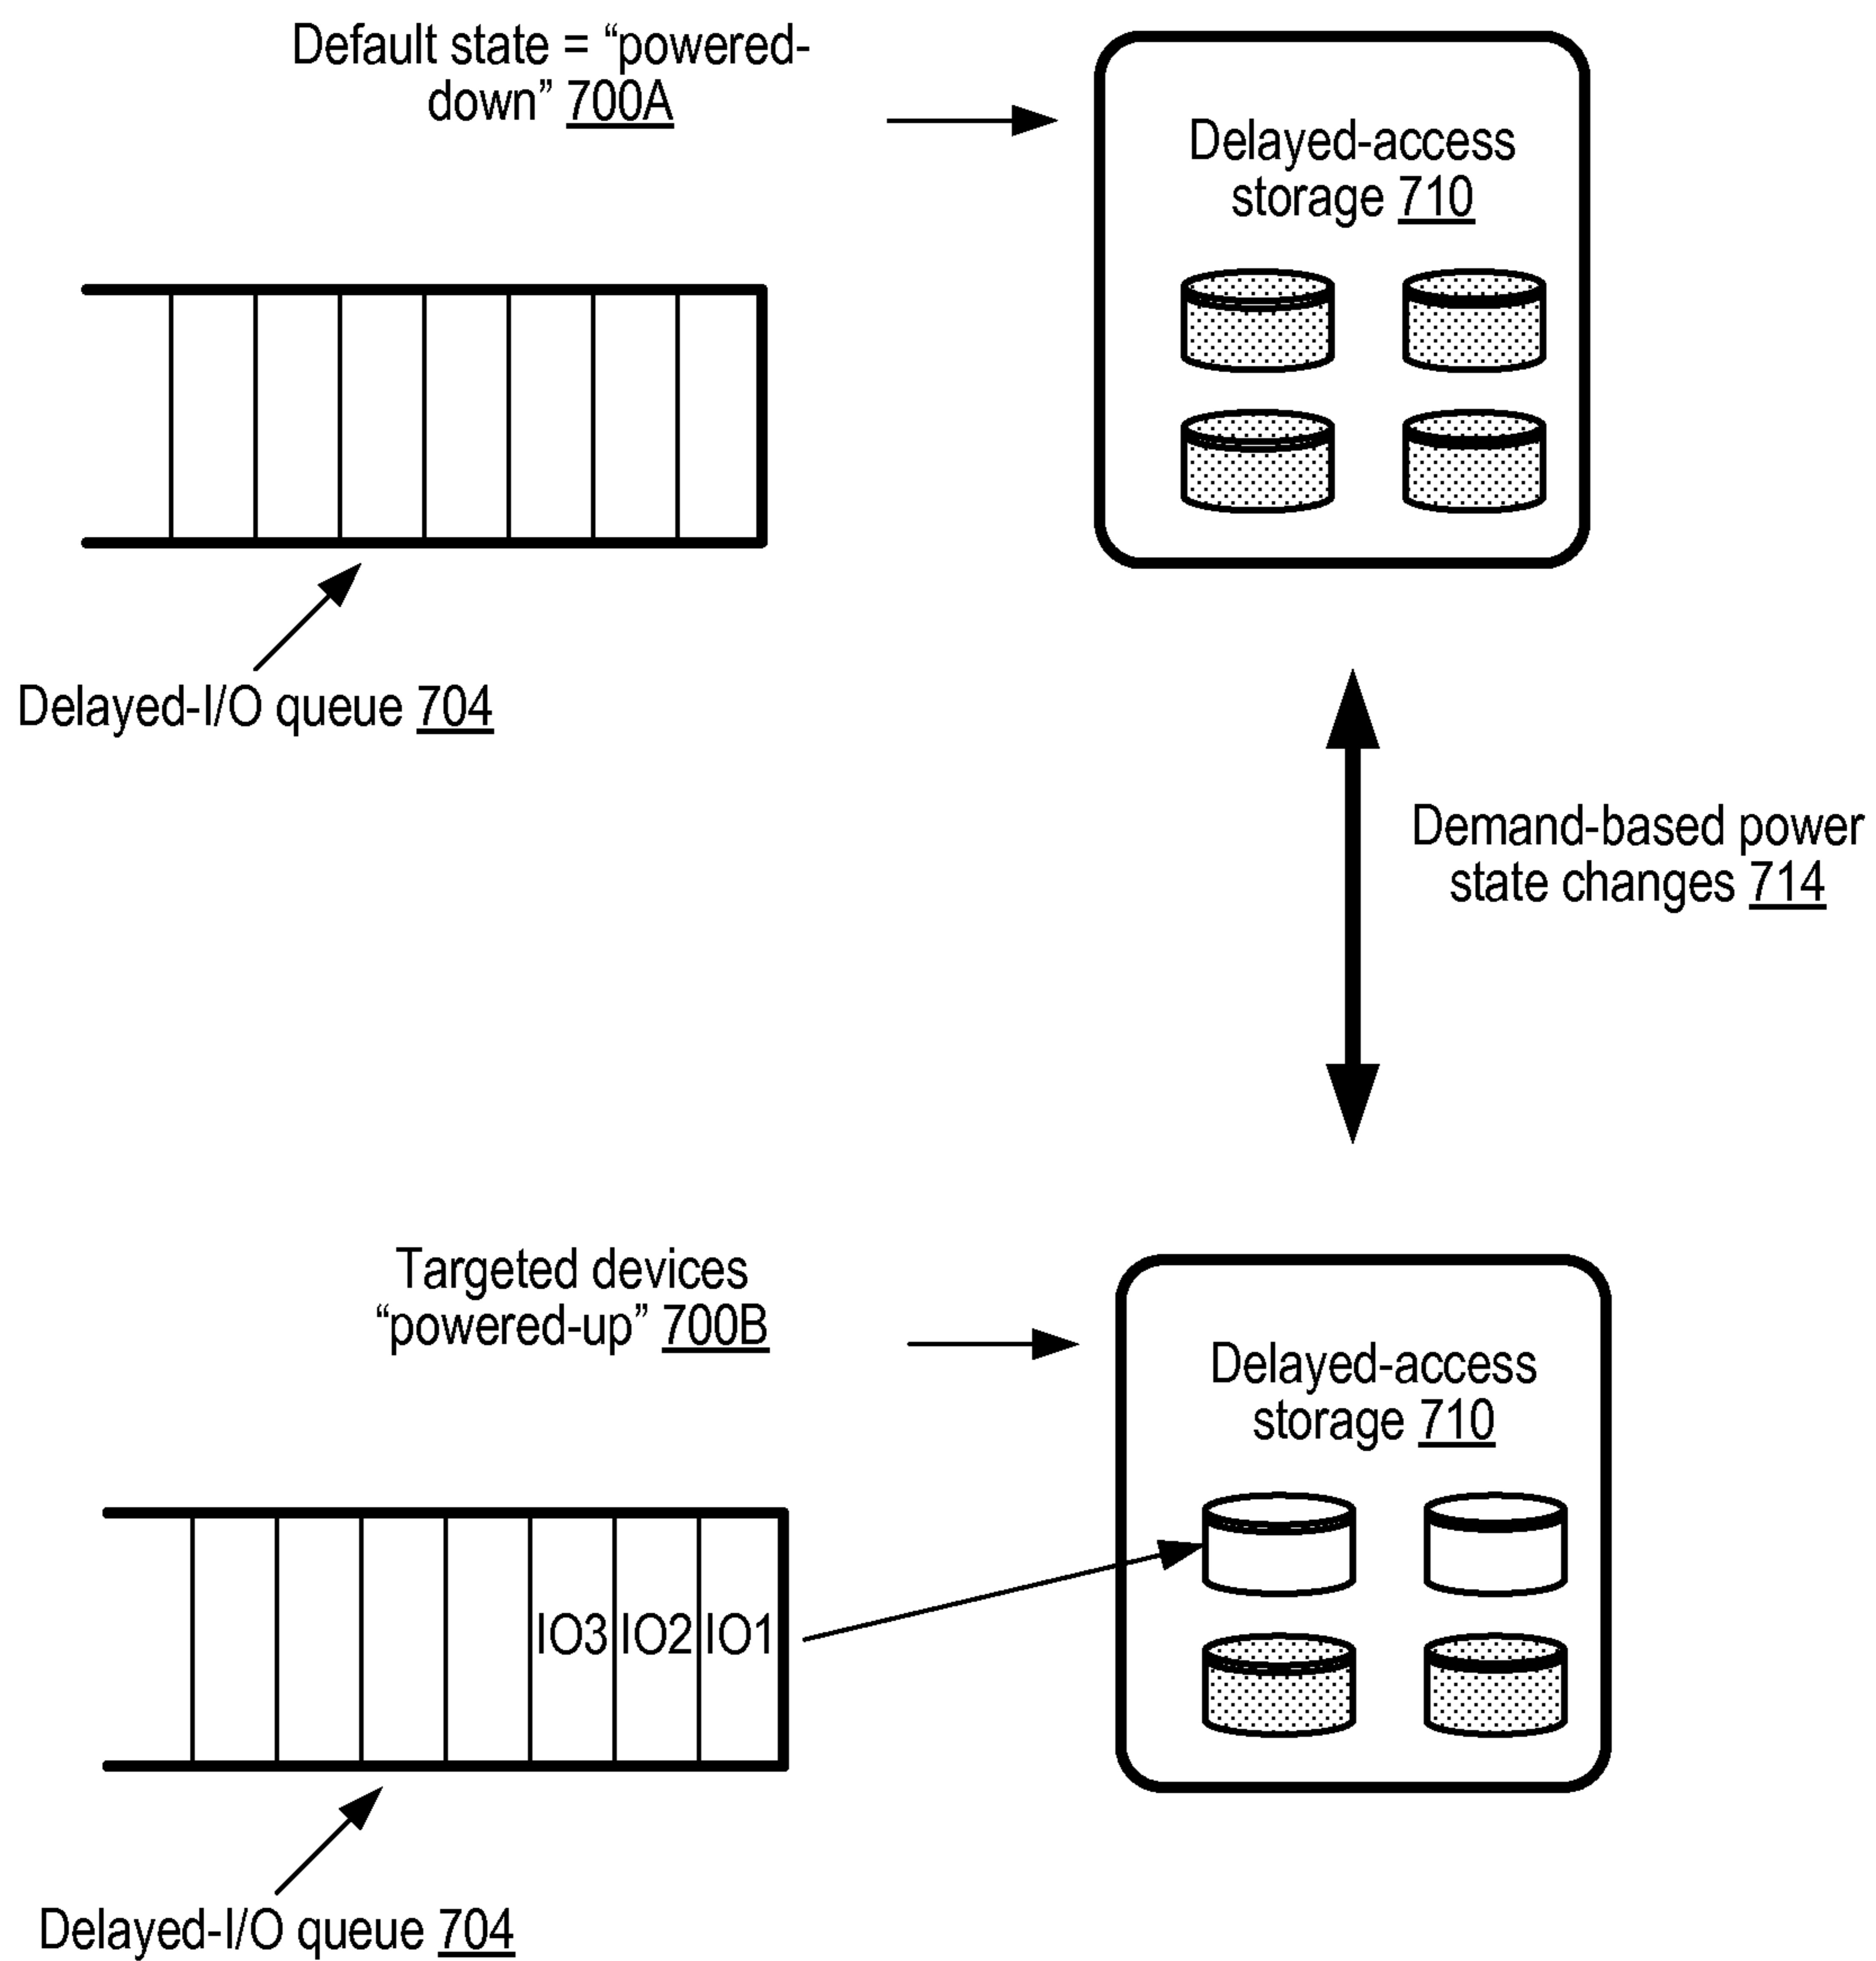 Default state = “powered-
down” 700A
Delayed-access
storage 710
Delayed-I/O queue 704
Demand-based power
state changes 714
Targeted devices
“powered-up” 700B
Delayed-access
storage 710
IO3 IO2 IO1
Delayed-I/O queue 704